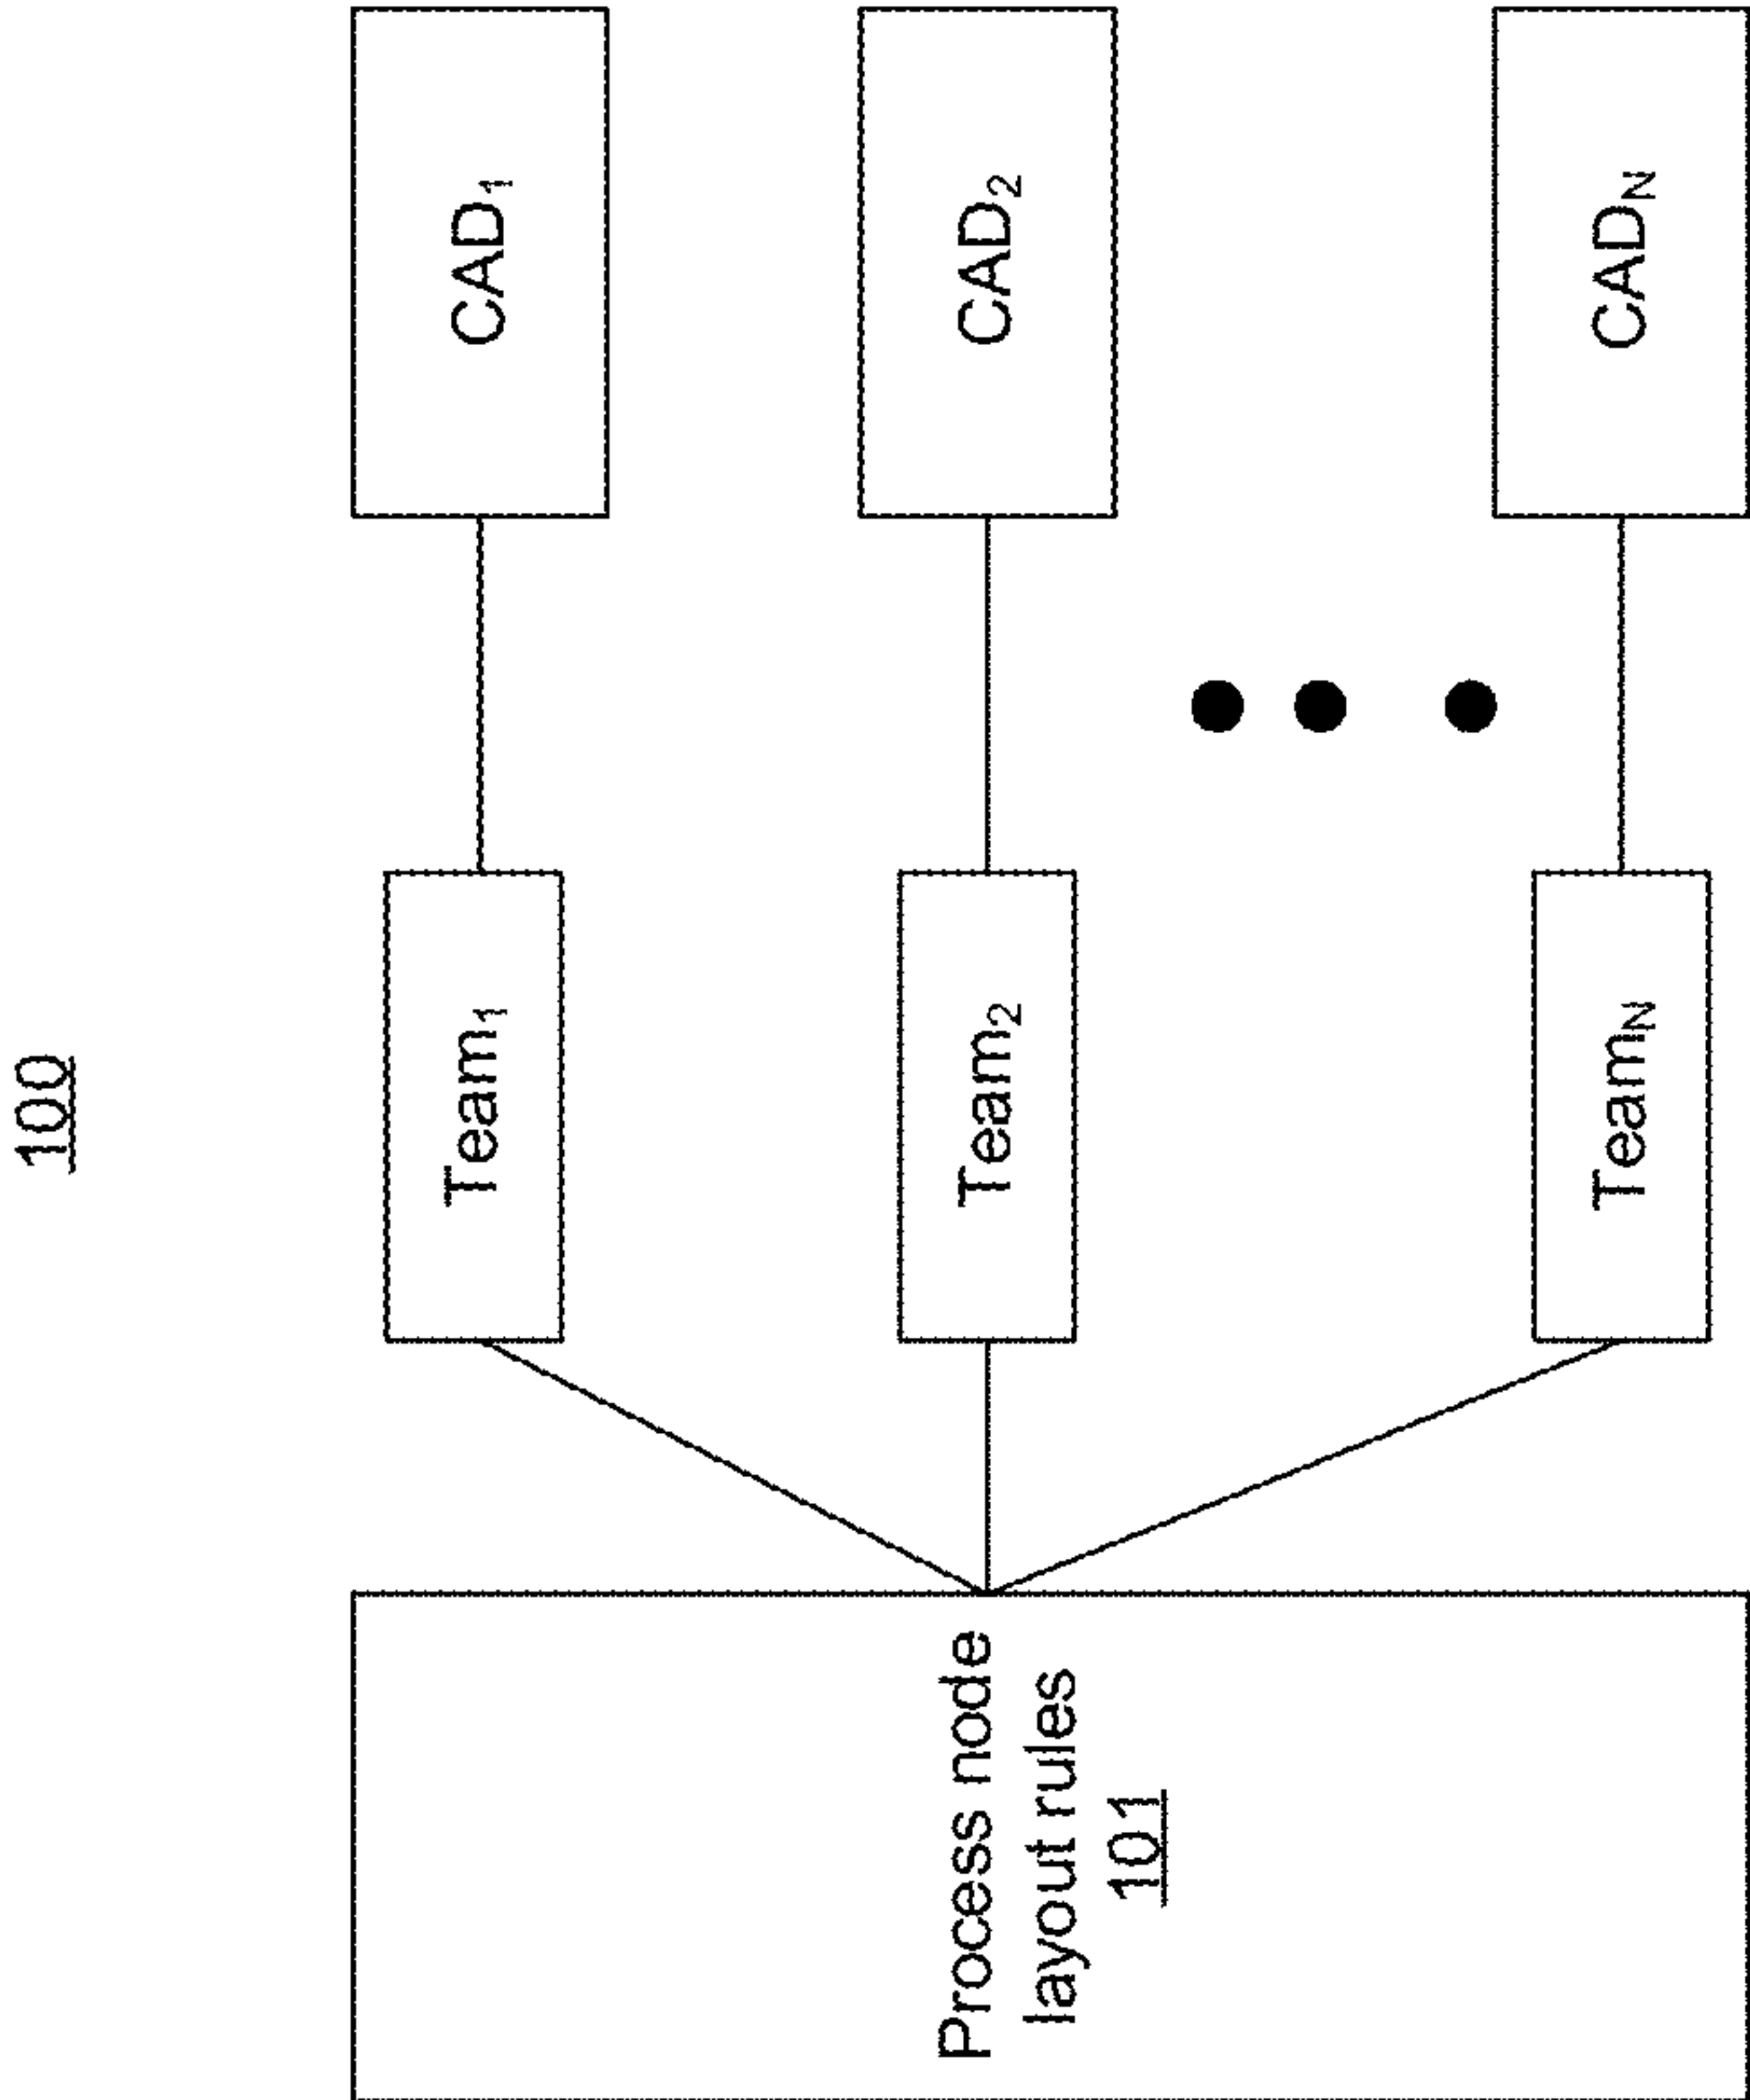 100
Process node
layout rules
101
Team₁
CAD₁
Team₂
CAD₂
Teamₙ
CADₙ